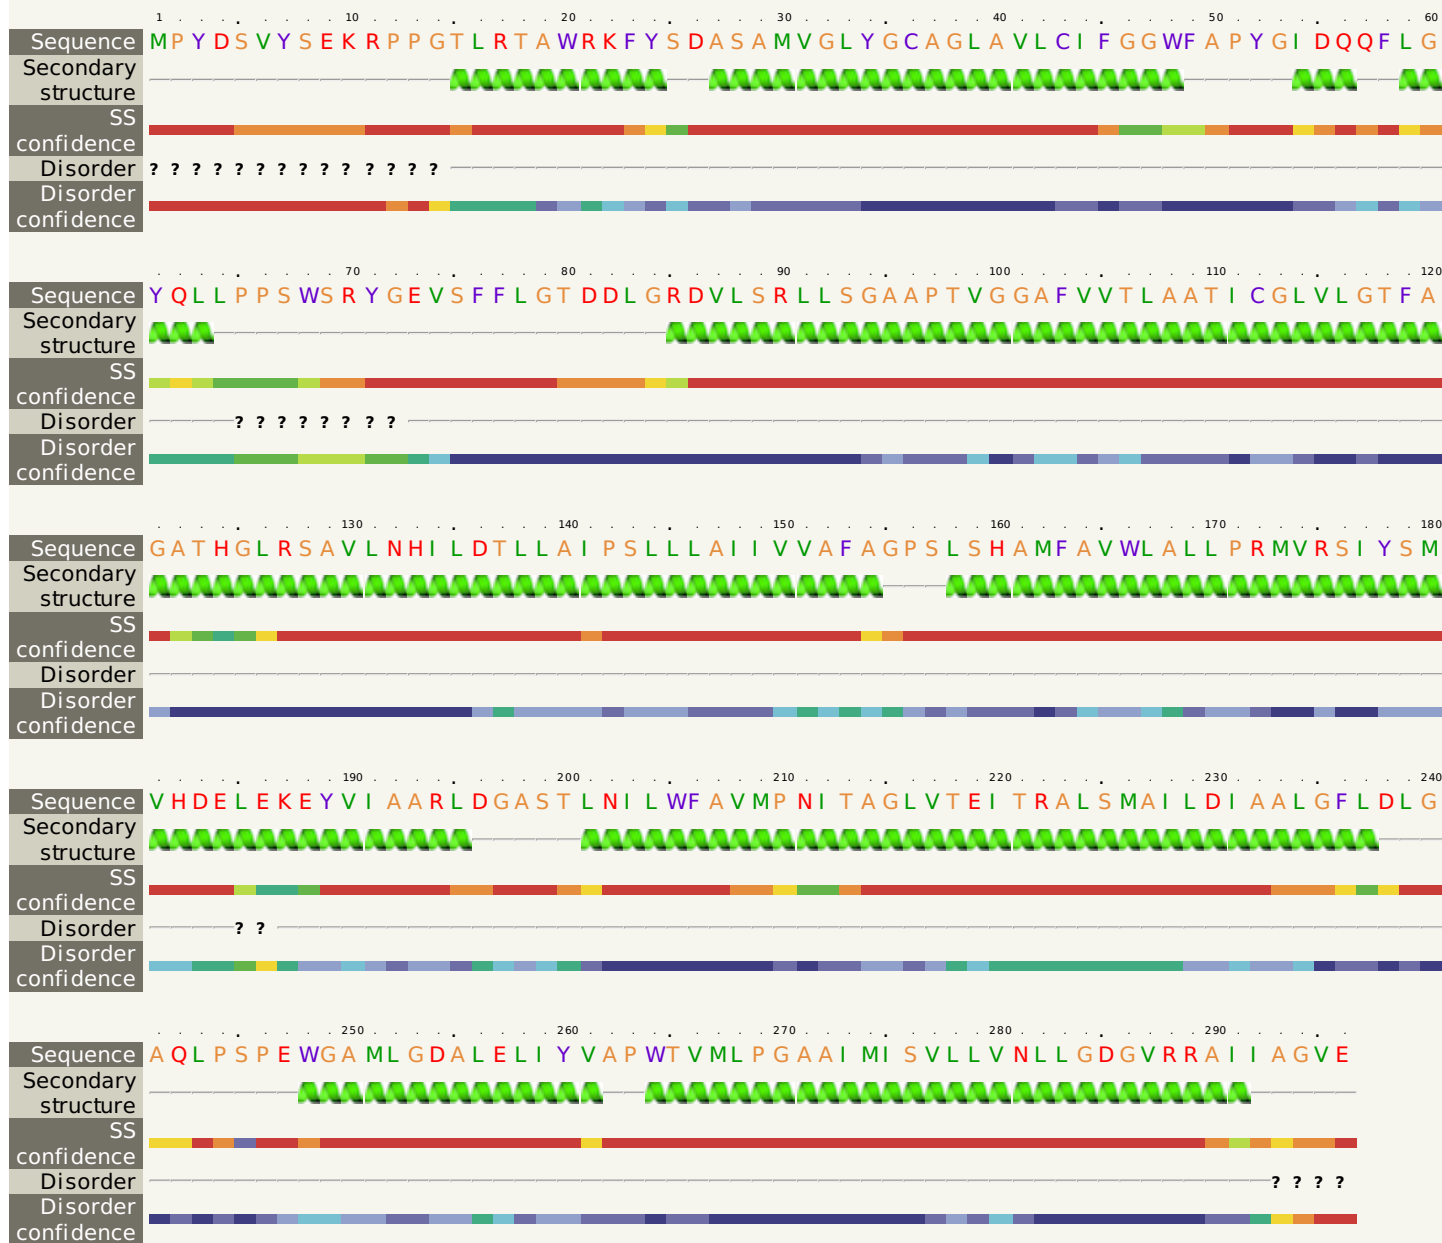 1 10 20 30 40 50 60
Sequence MPYDSVYSEKRPPGTLRTAWRKFYSDASAMVGLYGCAGLAVLCIFGGWFAPYGIDQQFLG
Secondary
structure
SS
confidence
Disorder ? ? ? ? ? ? ? ? ? ? ? ? ? ?
Disorder
confidence
70 80 90 100 110 120
Sequence YQLLPPSWSRYGEVSFFLGTDDLGRDVLSRLLSGAAPTVGGAFVVTLAATICGLVLGTFA
Secondary
structure
SS
confidence
Disorder ? ? ? ? ? ? ? ?
Disorder
confidence
130 140 150 160 170 180
Sequence GATHGLRSAVLNHILDTLLAIPSLLLAIIVVAFAGPSLSHAMFAVWLALLPRMVRSIYSM
Secondary
structure
SS
confidence
Disorder
Disorder
confidence
190 200 210 220 230 240
Sequence VHDELEKEYVIAARLDGASTLNILWFAVMPNITAGLVTEITRALSMAILDIAALGFLDLG
Secondary
structure
SS
confidence
Disorder ? ?
Disorder
confidence
250 260 270 280 290
Sequence AQLPSPEWGAMLGDALELIYVAPWTVMLPGAAIMISVLLVNLLGDGVRRAIIAGVE
Secondary
structure
SS
confidence
Disorder ? ? ? ?
Disorder
confidence